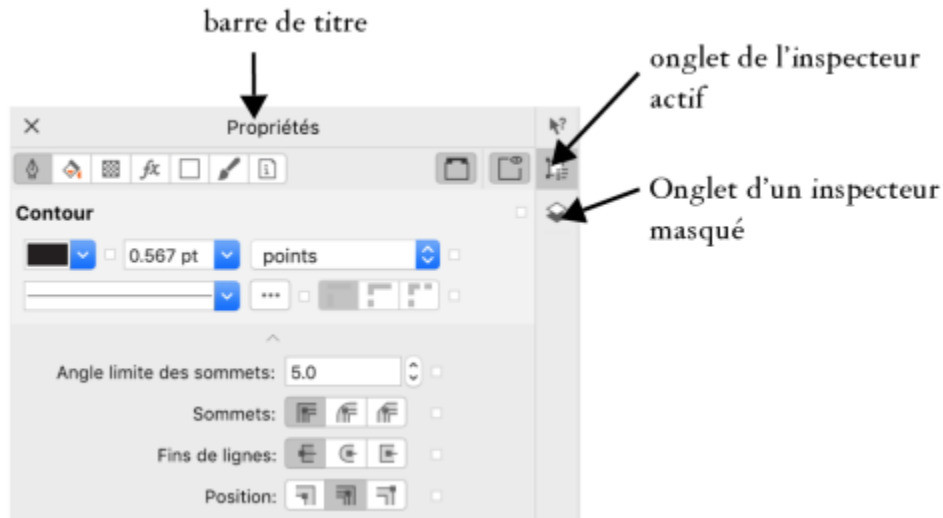 barre de titre
onglet de l'inspecteur
actif
Propriétés
Onglet d'un inspecteur
masqué
Contour
0.567 pt points
Angle limite des sommets: 5.0
Sommets:
Fins de lignes:
Position: